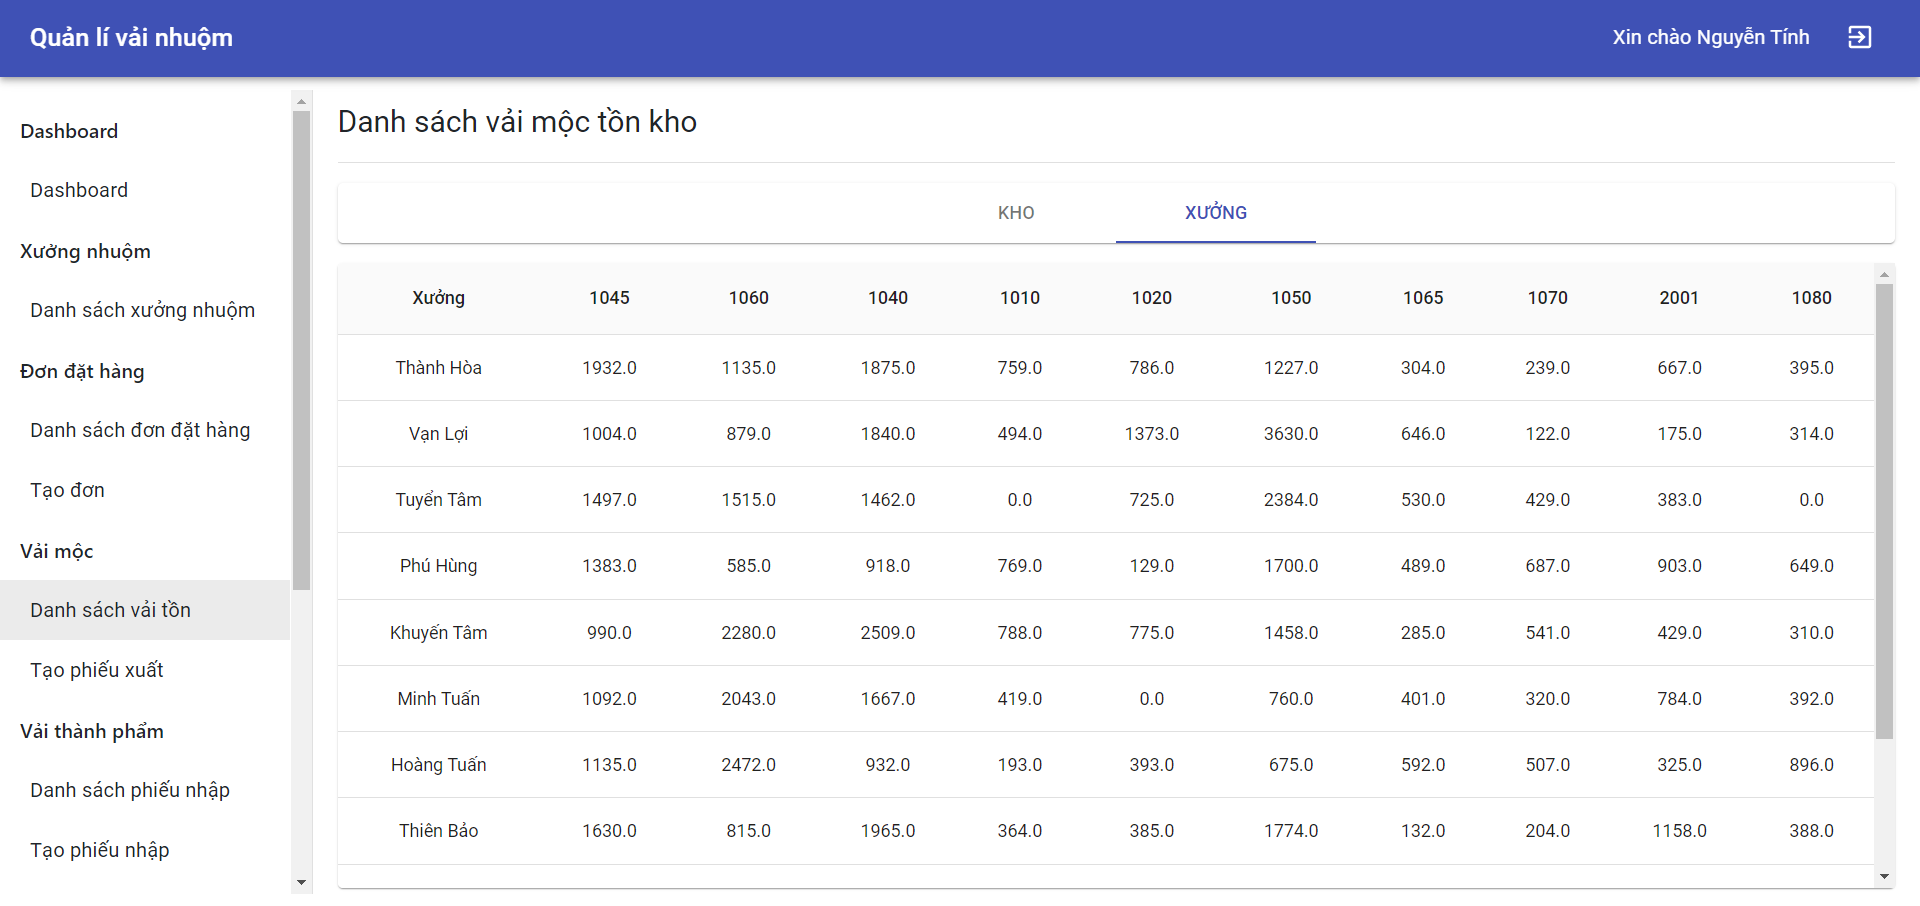 Quản lí vải nhuộm
Xin chào Nguyễn Tính
Dashboard
Dashboard
Xưởng nhuộm
Danh sách xưởng nhuộm
Đơn đặt hàng
Danh sách đơn đặt hàng
Tạo đơn
Vải mộc
Danh sách vải tồn
Tạo phiếu xuất
Vải thành phẩm
Danh sách phiếu nhập
Tạo phiếu nhập
Danh sách vải mộc tồn kho
KHO XƯỞNG
Xưởng 1045 1060 1040 1010 1020 1050 1065 1070 2001 1080
Thành Hòa 1932.0 1135.0 1875.0 759.0 786.0 1227.0 304.0 239.0 667.0 395.0
Vạn Lợi 1004.0 879.0 1840.0 494.0 1373.0 3630.0 646.0 122.0 175.0 314.0
Tuyển Tâm 1497.0 1515.0 1462.0 0.0 725.0 2384.0 530.0 429.0 383.0 0.0
Phú Hùng 1383.0 585.0 918.0 769.0 129.0 1700.0 489.0 687.0 903.0 649.0
Khuyến Tâm 990.0 2280.0 2509.0 788.0 775.0 1458.0 285.0 541.0 429.0 310.0
Minh Tuấn 1092.0 2043.0 1667.0 419.0 0.0 760.0 401.0 320.0 784.0 392.0
Hoàng Tuấn 1135.0 2472.0 932.0 193.0 393.0 675.0 592.0 507.0 325.0 896.0
Thiên Bảo 1630.0 815.0 1965.0 364.0 385.0 1774.0 132.0 204.0 1158.0 388.0